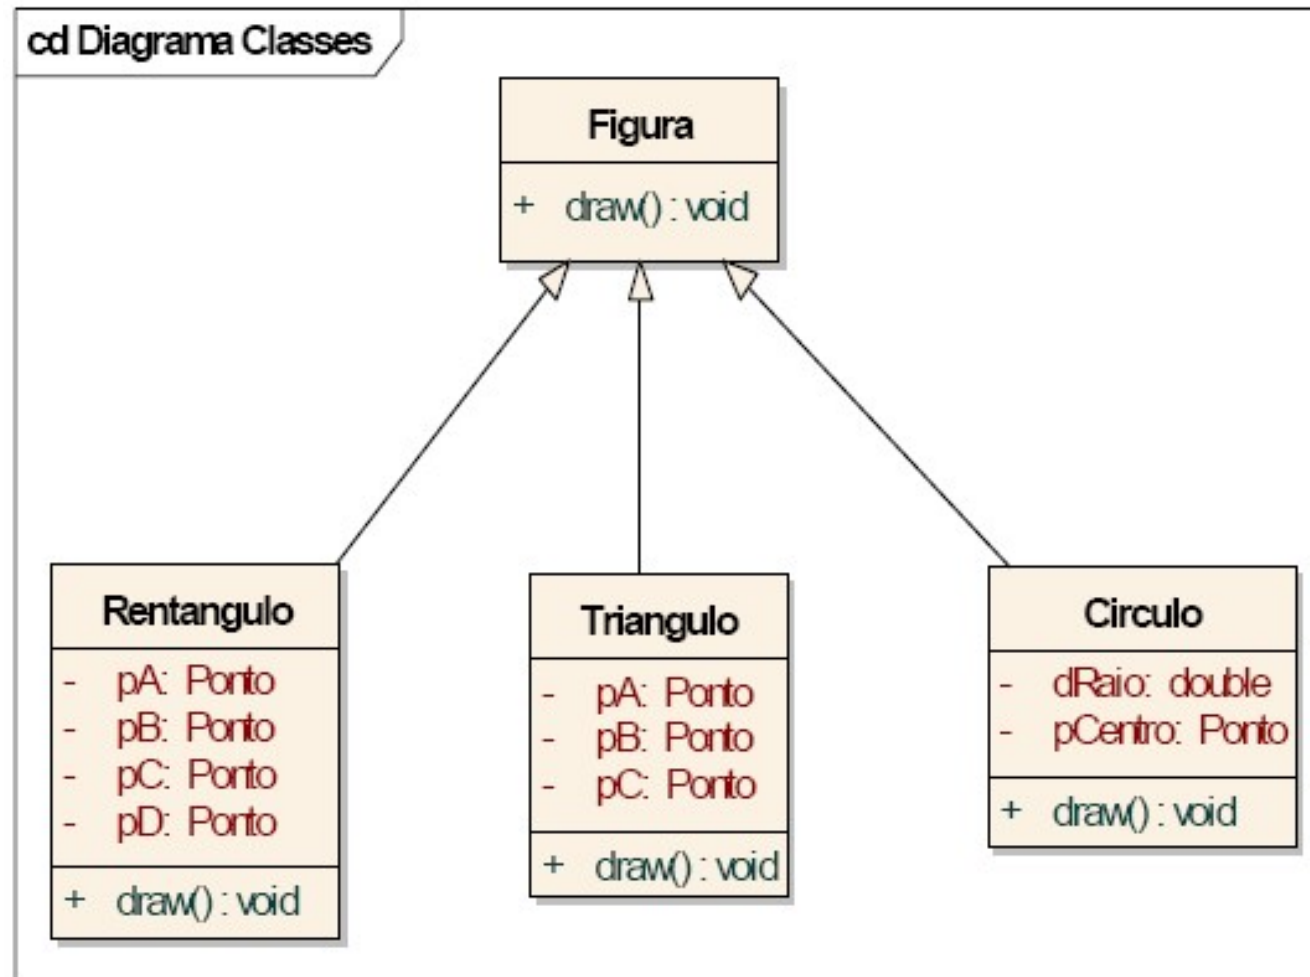 cd Diagrama Classes
Figura
+ draw() : void
Rentangulo
- pA: Ponto
- pB: Ponto
- pC: Ponto
- pD: Ponto
+ draw() : void
Triangulo
- pA: Ponto
- pB: Ponto
- pC: Ponto
+ draw() : void
Circulo
- dRaio: double
- pCentro: Ponto
+ draw() : void